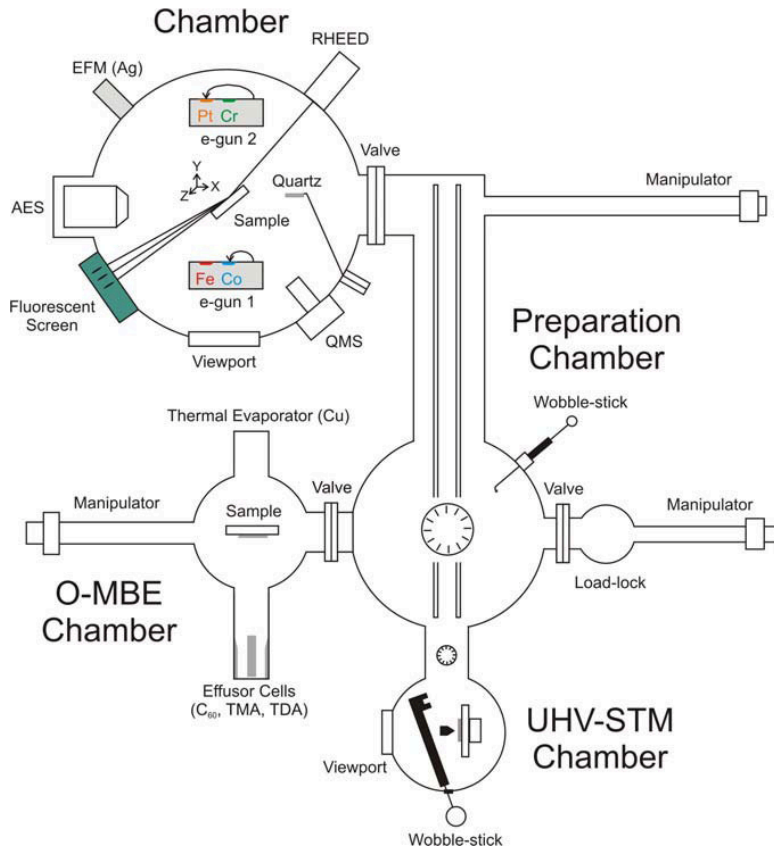 Chamber
RHEED
EFM (Ag)
Pt Cr
e-gun 2
Valve
Y
X
Z
Quartz
Manipulator
AES
Sample
Fe Co
e-gun 1
Fluorescent
Screen
QMS
Viewport
Preparation
Chamber
Wobble-stick
Thermal Evaporator (Cu)
Manipulator
Sample
Valve
Valve
Manipulator
Load-lock
O-MBE
Chamber
Effusor Cells
(C₆₀, TMA, TDA)
UHV-STM
Chamber
Viewport
Wobble-stick